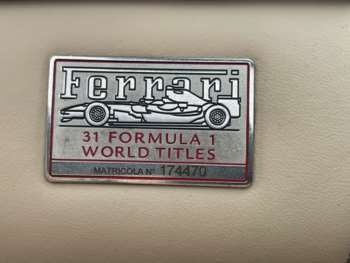 Ferrari
31 FORMULA 1
WORLD TITLES
MATRICOLA N° 174470